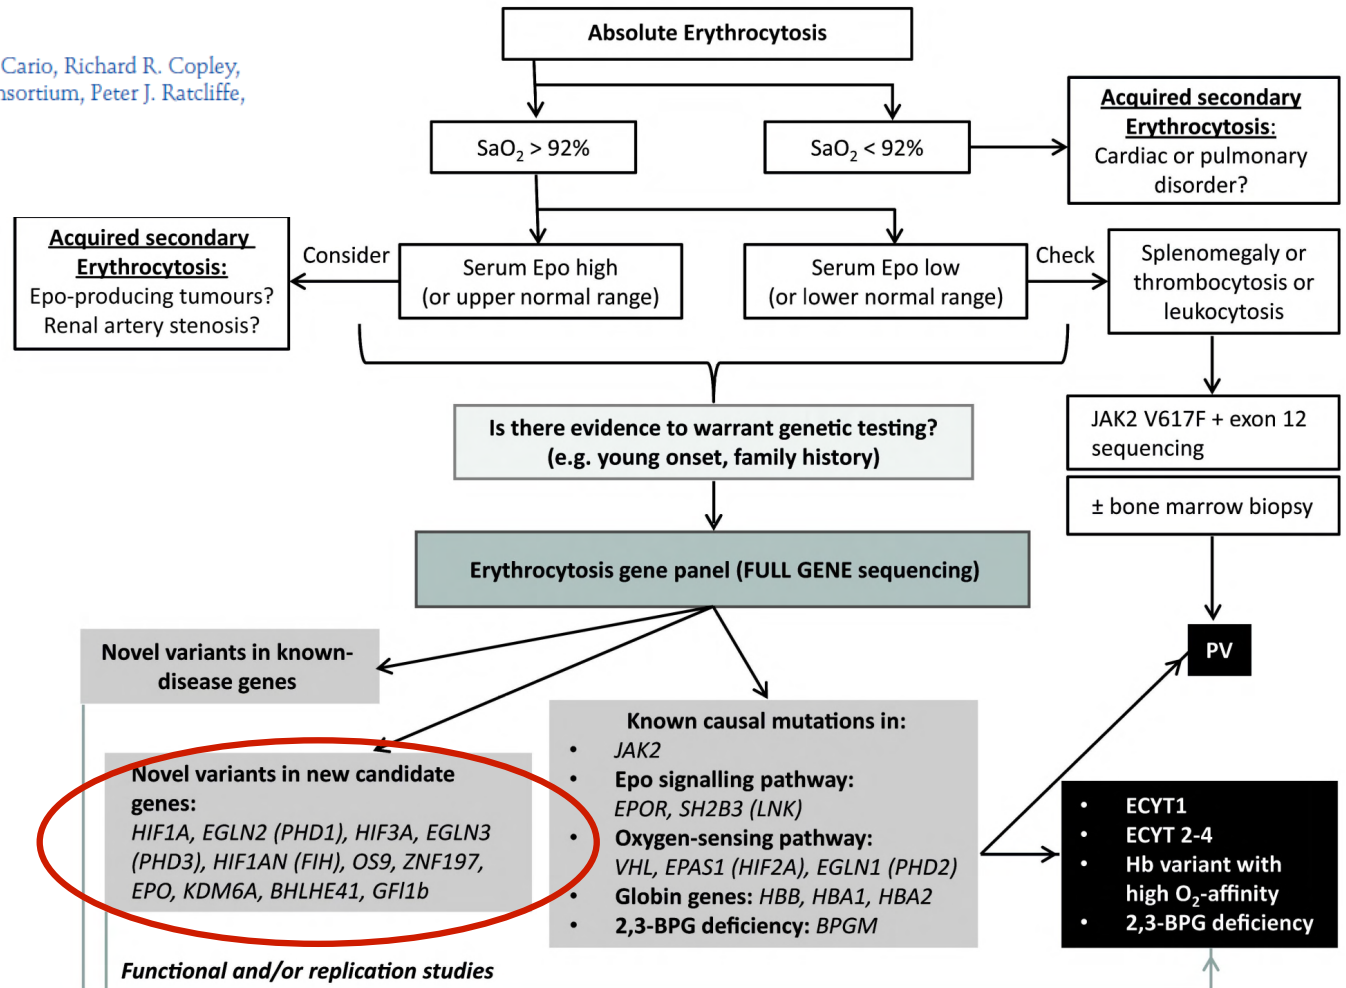 Absolute Erythrocytosis
Cario, Richard R. Copley,
nsortium, Peter J. Ratcliffe,
SaO2 > 92%
SaO2 < 92%
Acquired secondary
Erythrocytosis:
Cardiac or pulmonary
disorder?
Acquired secondary
Erythrocytosis:
Epo-producing tumours?
Renal artery stenosis?
Consider
Serum Epo high
(or upper normal range)
Serum Epo low
(or lower normal range)
Check
Splenomegaly or
thrombocytosis or
leukocytosis
JAK2 V617F + exon 12
sequencing
± bone marrow biopsy
Is there evidence to warrant genetic testing?
(e.g. young onset, family history)
Erythrocytosis gene panel (FULL GENE sequencing)
PV
Novel variants in known-
disease genes
Novel variants in new candidate
genes:
HIF1A, EGLN2 (PHD1), HIF3A, EGLN3
(PHD3), HIF1AN (FIH), OS9, ZNF197,
EPO, KDM6A, BHLHE41, GFI1b
Known causal mutations in:
• JAK2
• Epo signalling pathway:
EPOR, SH2B3 (LNK)
• Oxygen-sensing pathway:
VHL, EPAS1 (HIF2A), EGLN1 (PHD2)
• Globin genes: HBB, HBA1, HBA2
• 2,3-BPG deficiency: BPGM
• ECYT1
• ECYT 2-4
• Hb variant with
high O2-affinity
• 2,3-BPG deficiency
Functional and/or replication studies